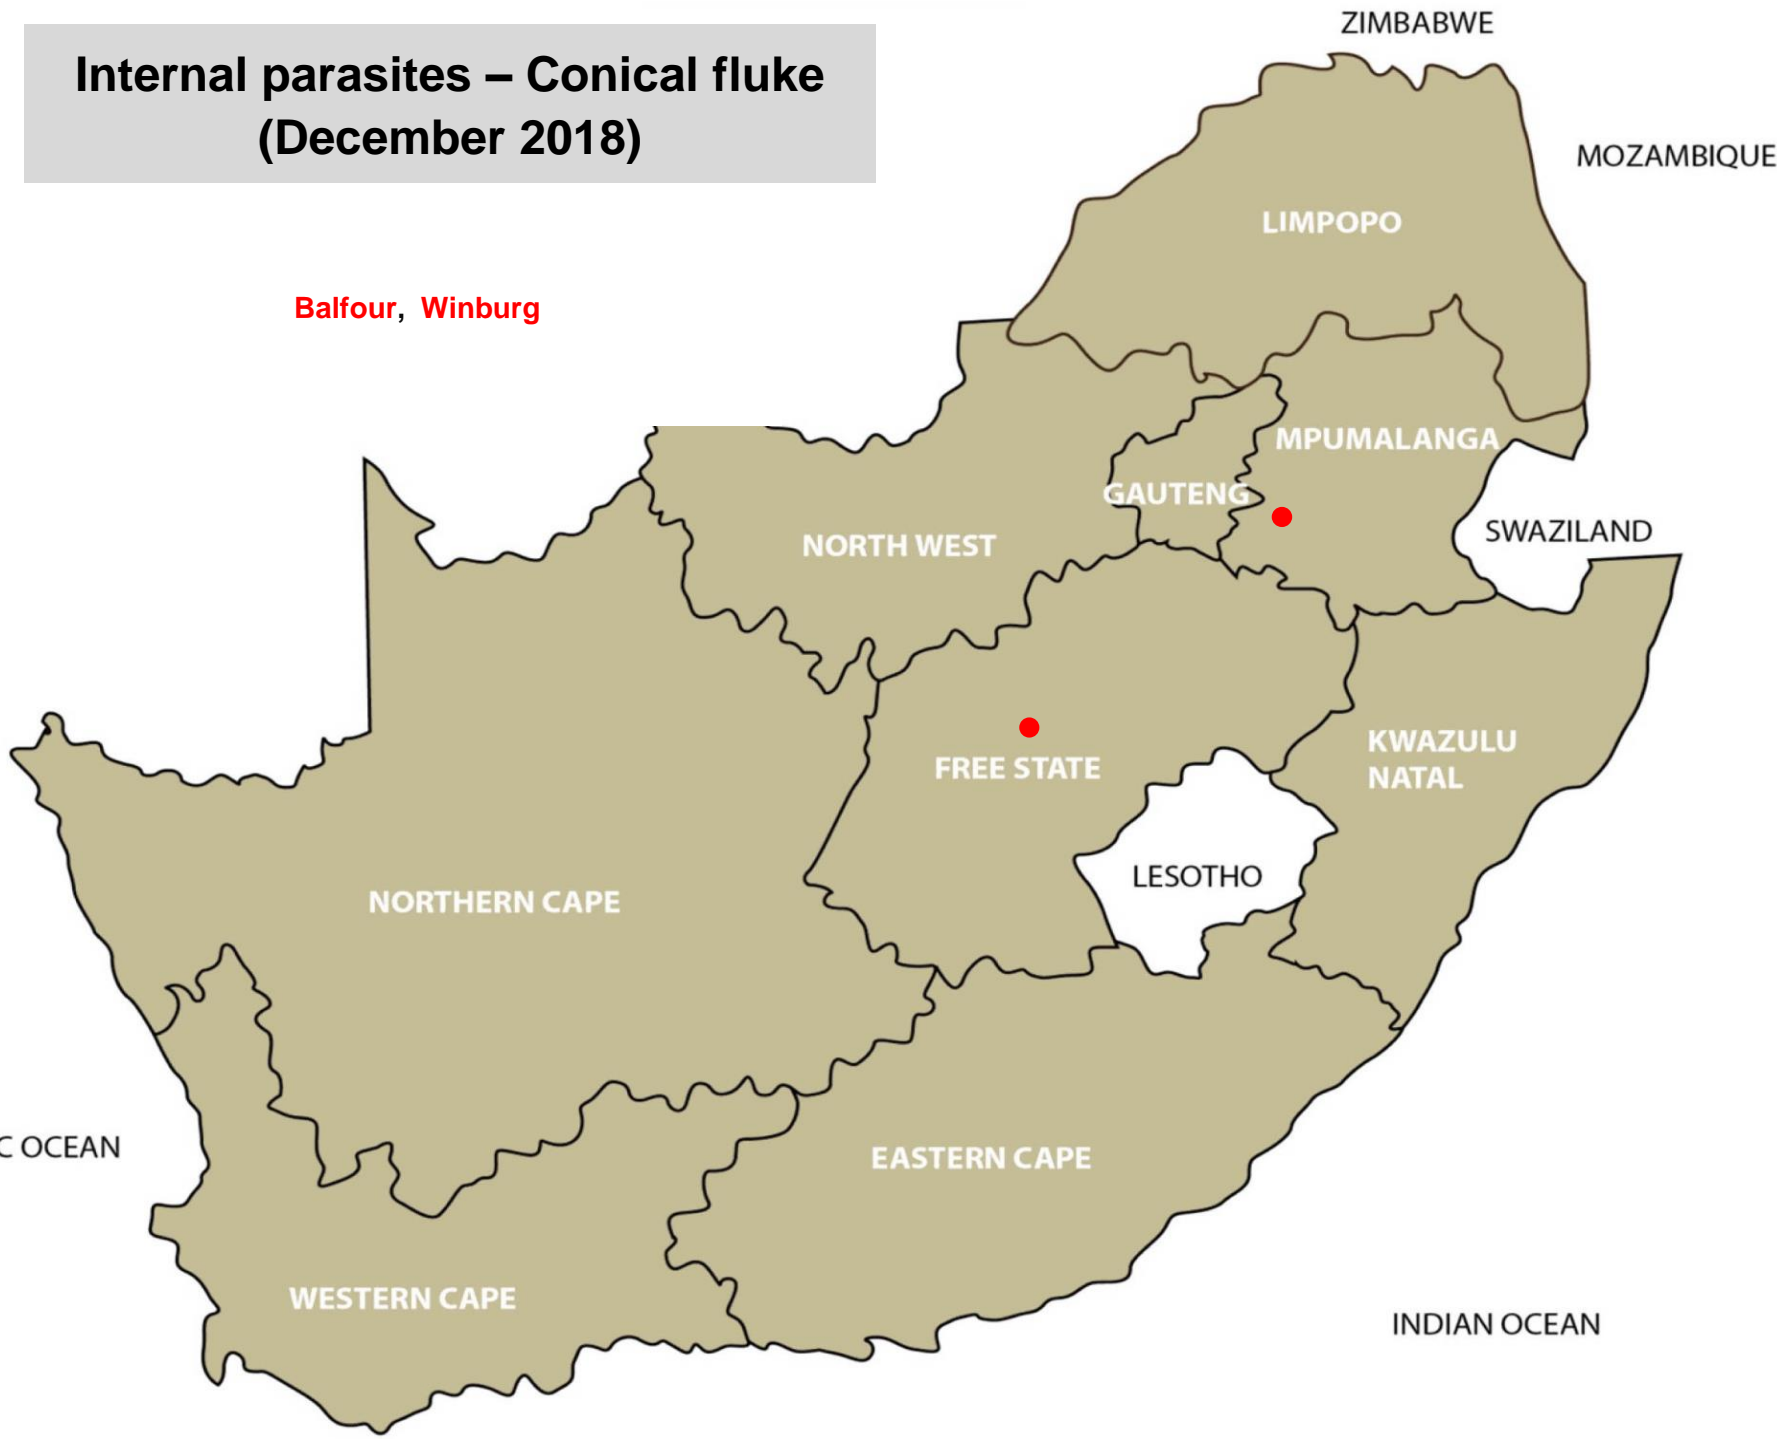 Internal parasites – Conical fluke
(December 2018)
ZIMBABWE
MOZAMBIQUE
LIMPOPO
Balfour, Winburg
MPUMALANGA
GAUTENG
SWAZILAND
NORTH WEST
KWAZULU
NATAL
FREE STATE
LESOTHO
NORTHERN CAPE
C OCEAN
EASTERN CAPE
WESTERN CAPE
INDIAN OCEAN